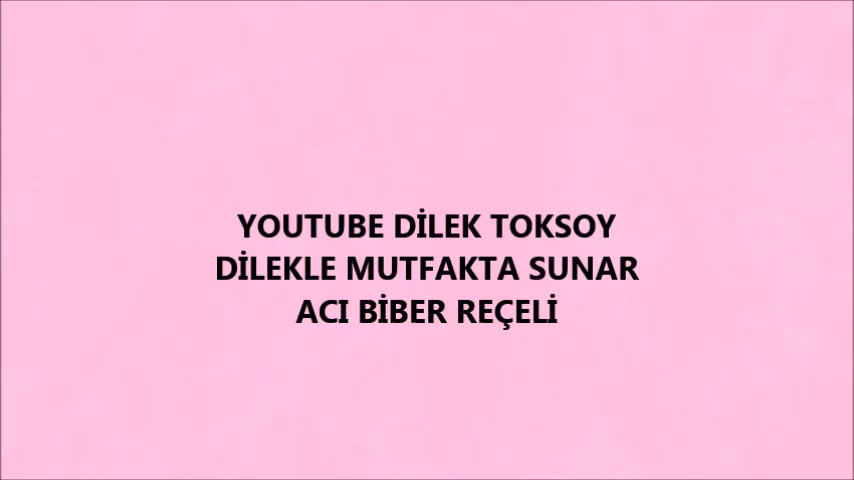 YOUTUBE DİLEK TOKSOY
DİLEKLE MUTFAKTA SUNAR
ACI BİBER REÇELİ